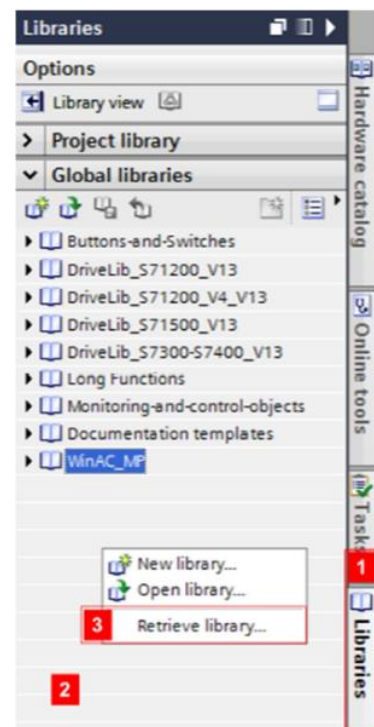 Libraries
Options
Library view
Project library
Global libraries
Buttons-and-Switches
DriveLib_S71200_V13
DriveLib_S71200_V4_V13
DriveLib_S71500_V13
DriveLib_S7300-S7400_V13
Long Functions
Monitoring-and-control-objects
Documentation templates
WinAC_MP
New library...
Open library...
3 Retrieve library...
2
Hardware catalog
Online tools
Tasks
1
Libraries